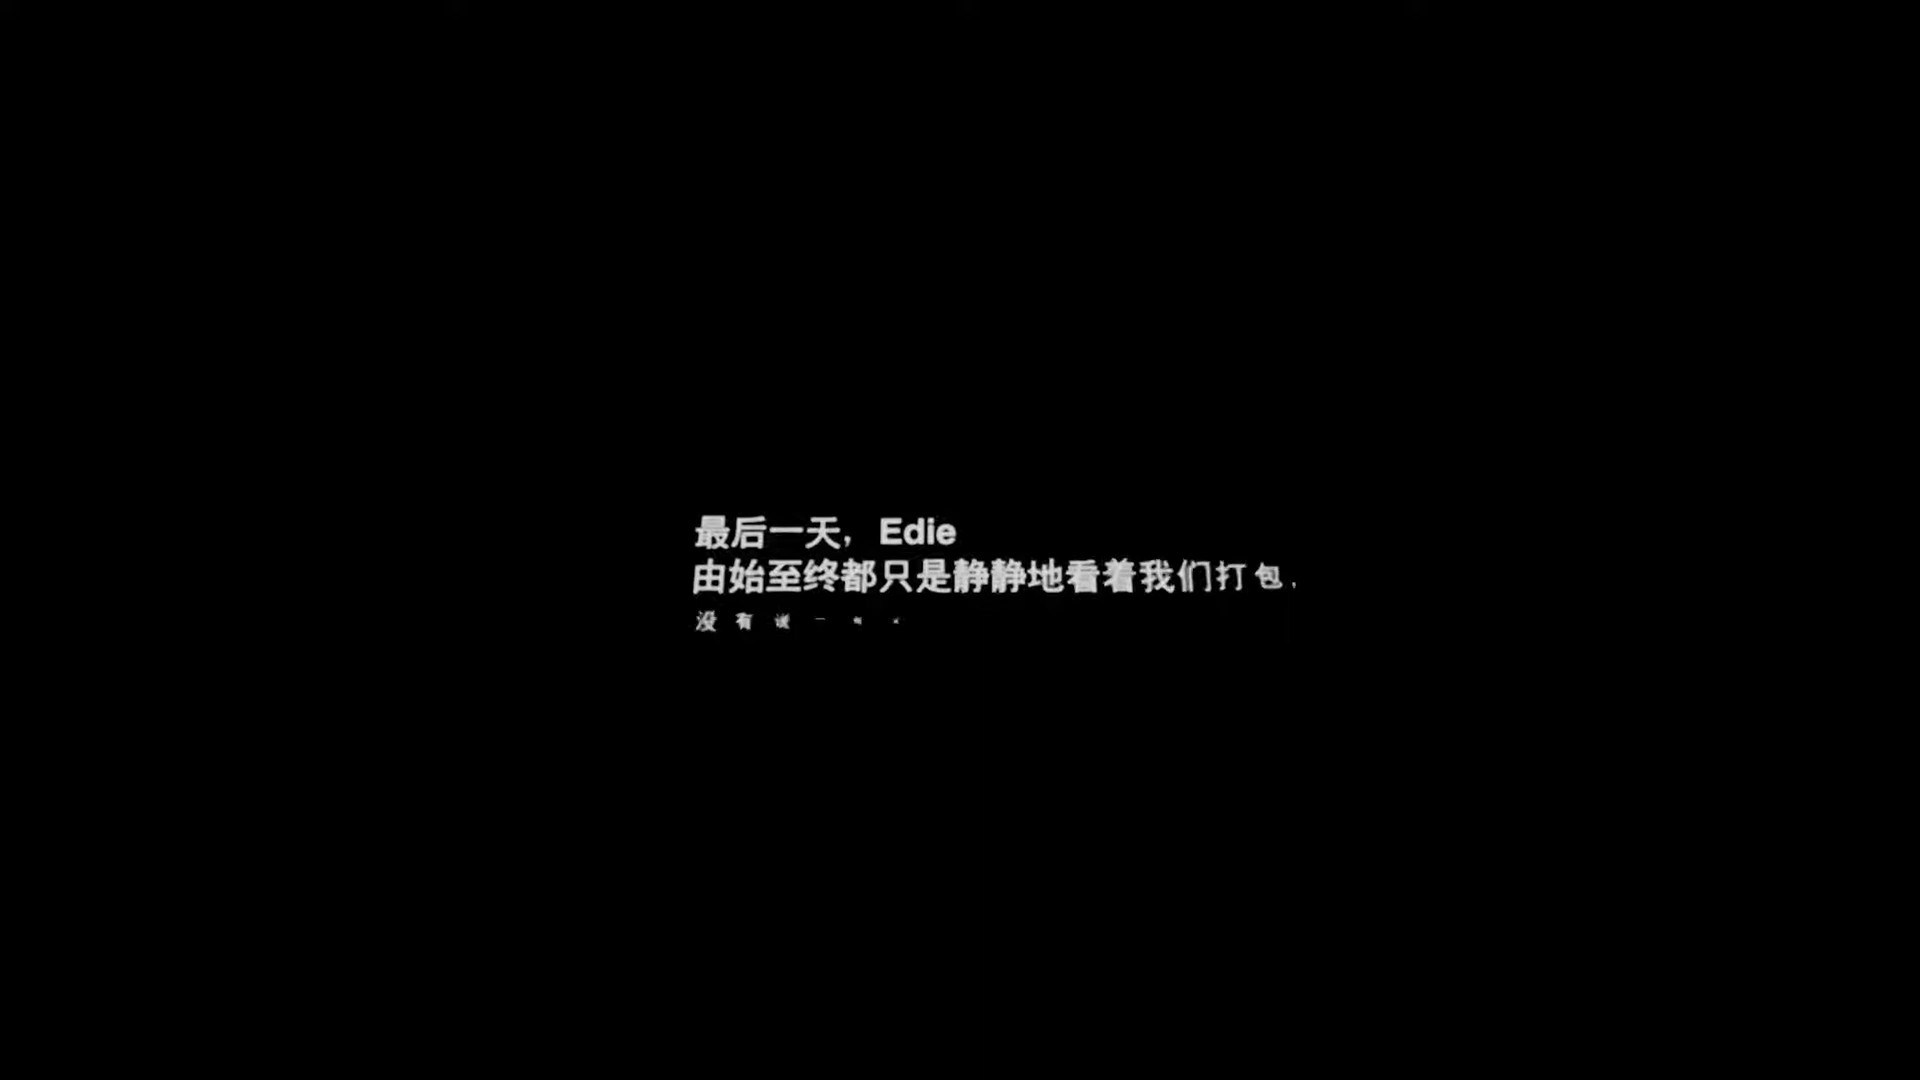 最后一天，Edie
由始至终都只是静静地看着我们打包，
没有说一句